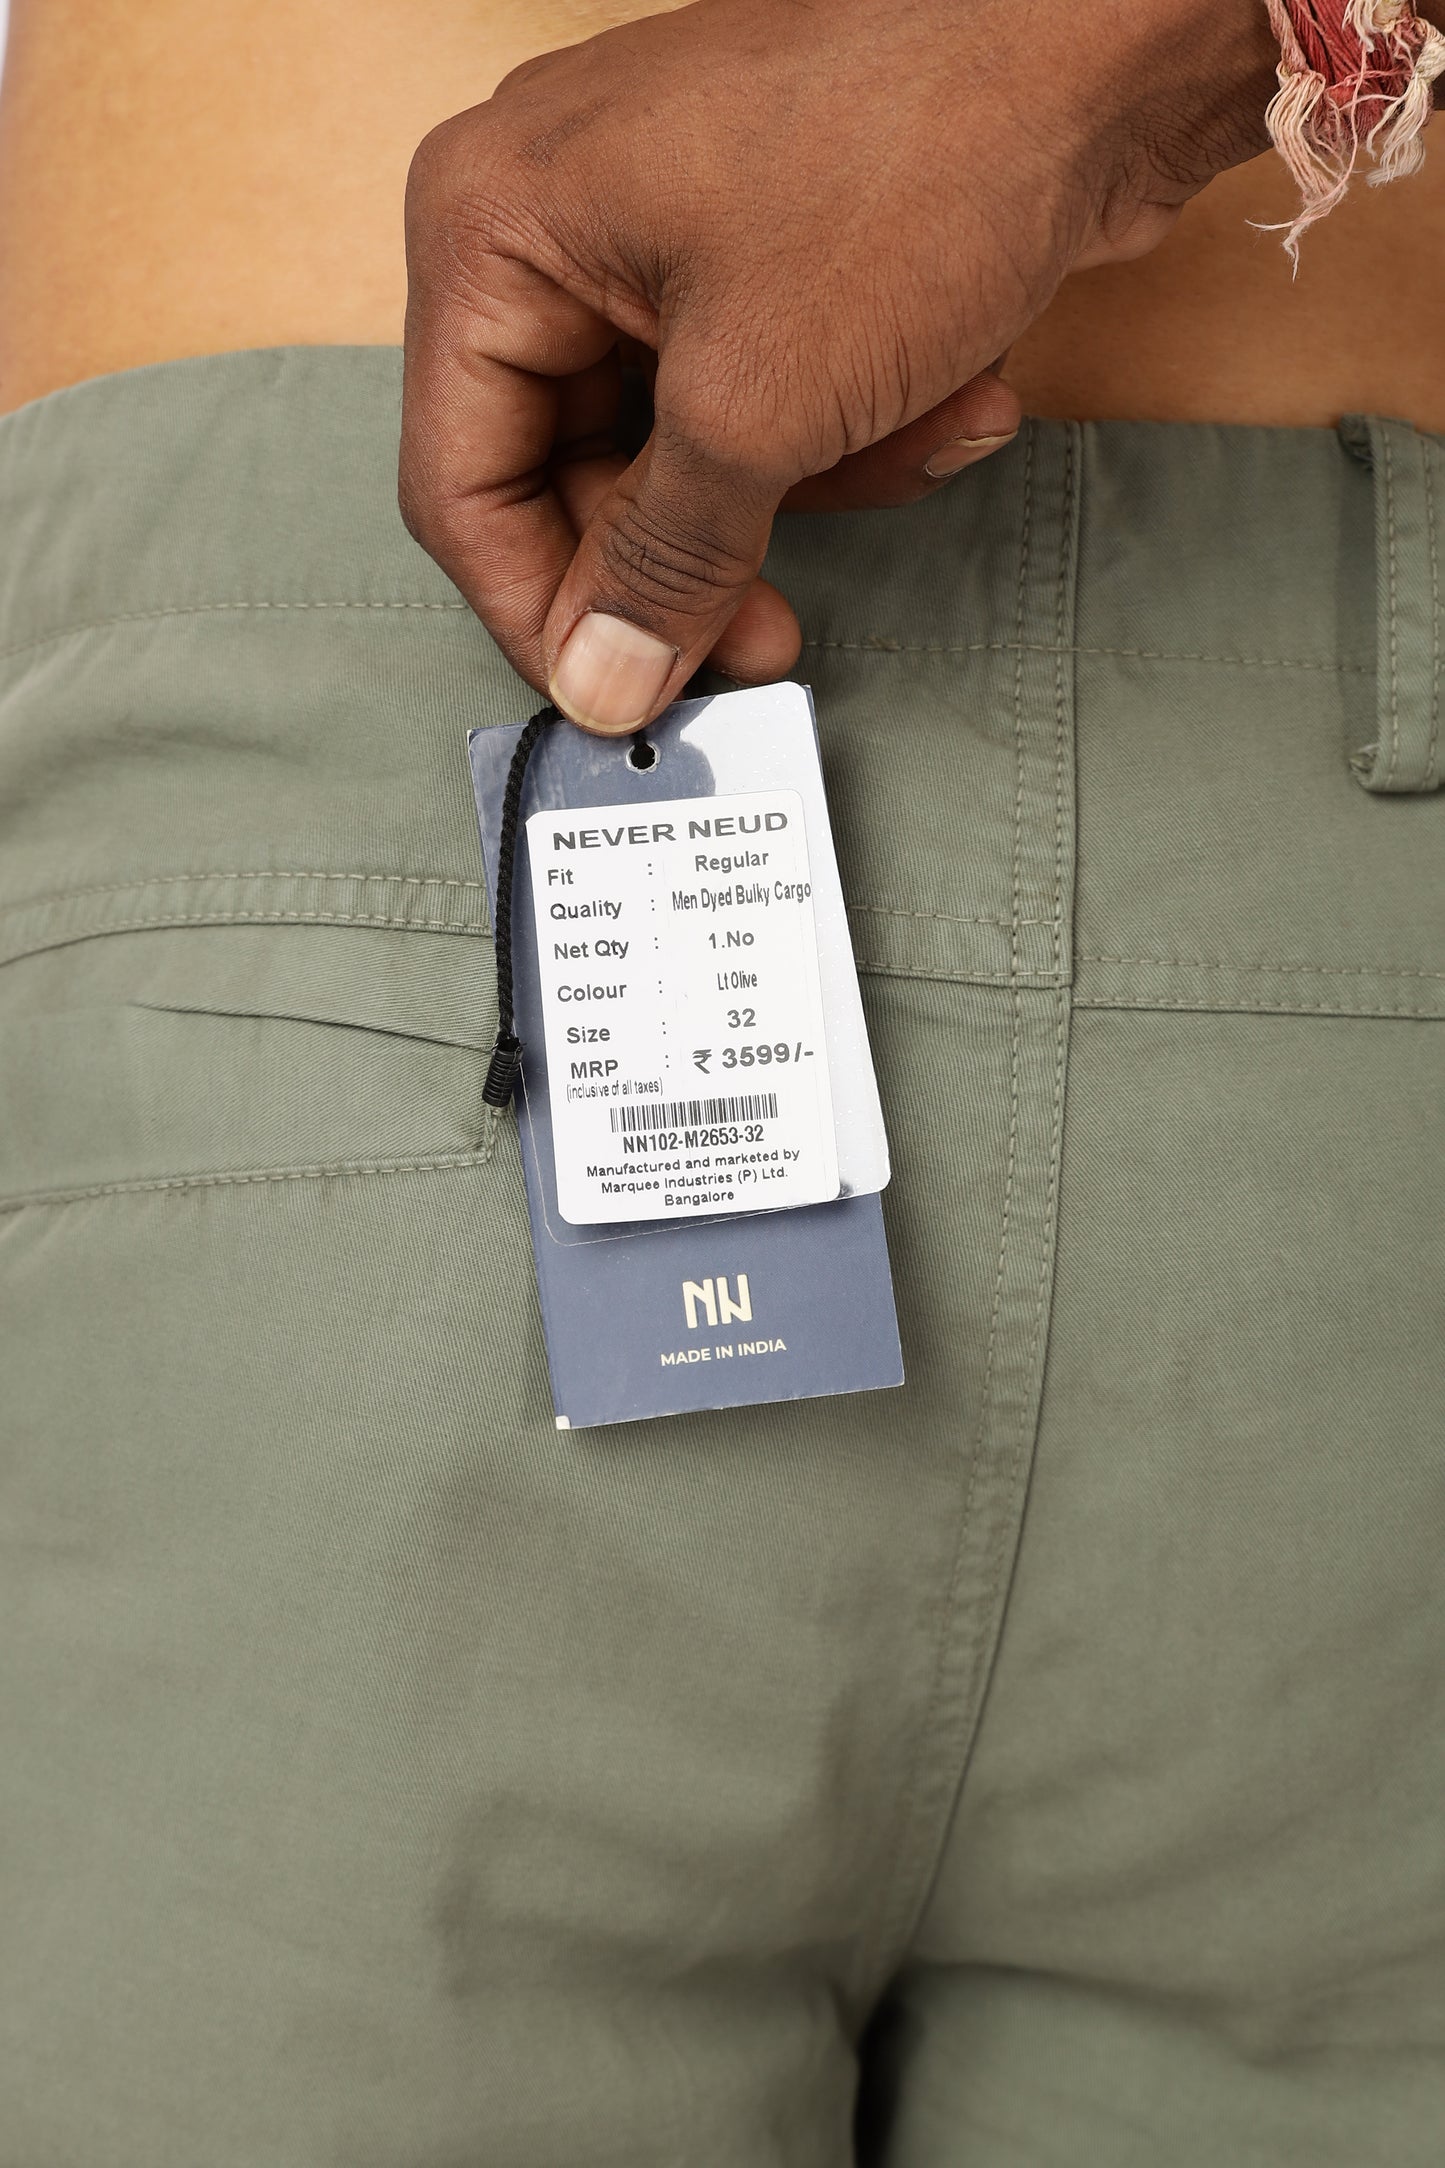 NEVER NEUD
Fit : Regular
Quality : Men Dyed Bulky Cargo
Net Qty : 1.No
Colour : Lt Olive
Size : 32
MRP : ₹ 3599/-
(inclusive of all taxes)
NN102-M2653-32
Manufactured and marketed by
Marquee Industries (P) Ltd.
Bangalore
NN
MADE IN INDIA